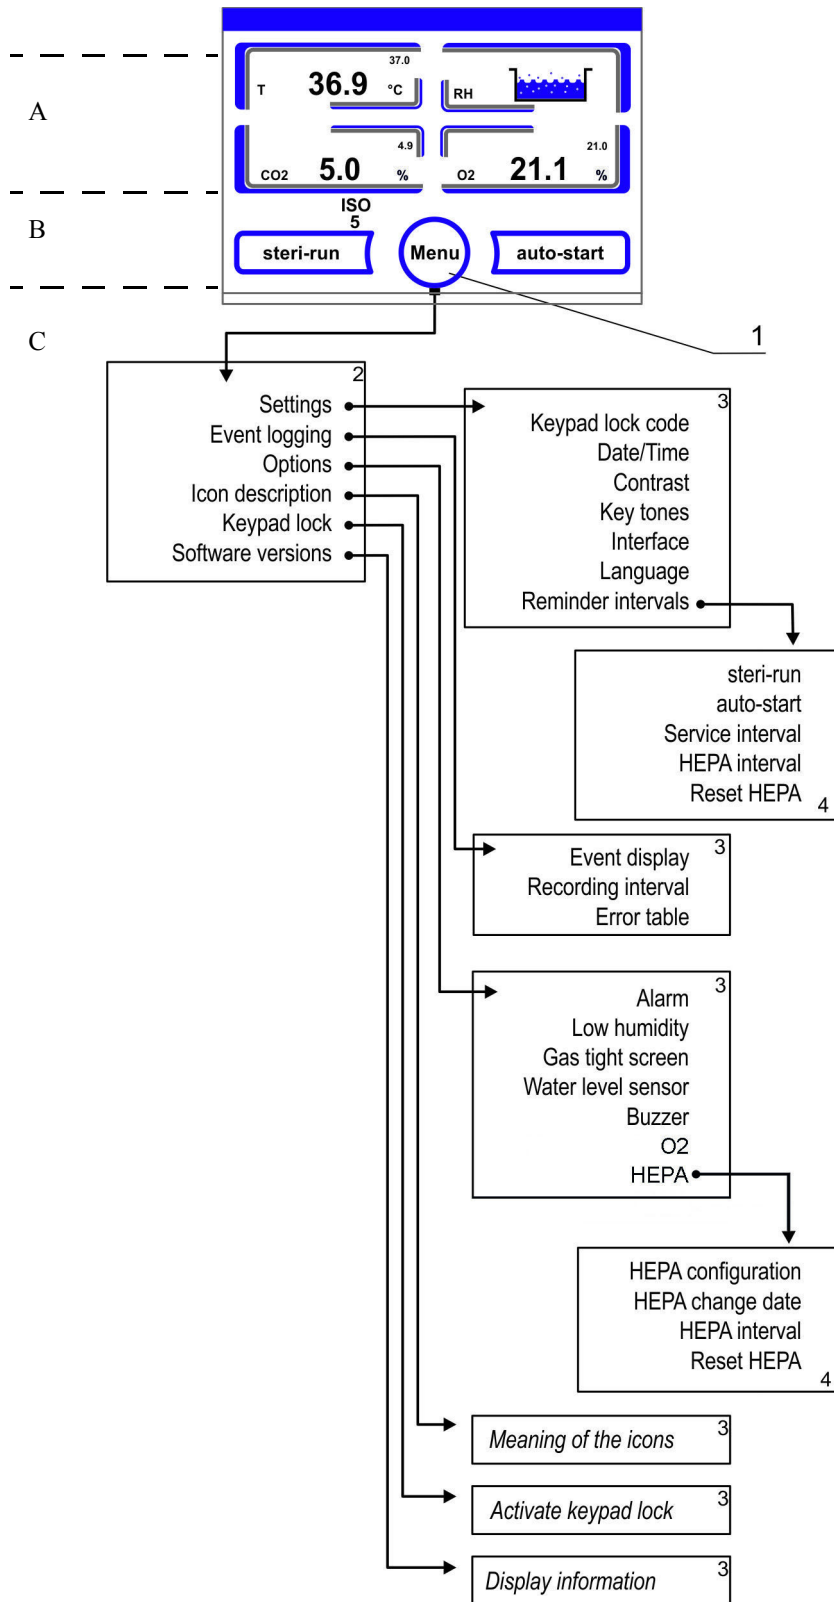 37.0
T 36.9 °C
RH
A
4.9
21.0
CO2 5.0 %
O2 21.1 %
ISO
5
B
steri-run
Menu
auto-start
1
C
2
Settings
Event logging
Options
Icon description
Keypad lock
Software versions
3
Keypad lock code
Date/Time
Contrast
Key tones
Interface
Language
Reminder intervals
steri-run
auto-start
Service interval
HEPA interval
Reset HEPA
4
3
Event display
Recording interval
Error table
3
Alarm
Low humidity
Gas tight screen
Water level sensor
Buzzer
O2
HEPA
HEPA configuration
HEPA change date
HEPA interval
Reset HEPA
4
Meaning of the icons 3
Activate keypad lock 3
Display information 3